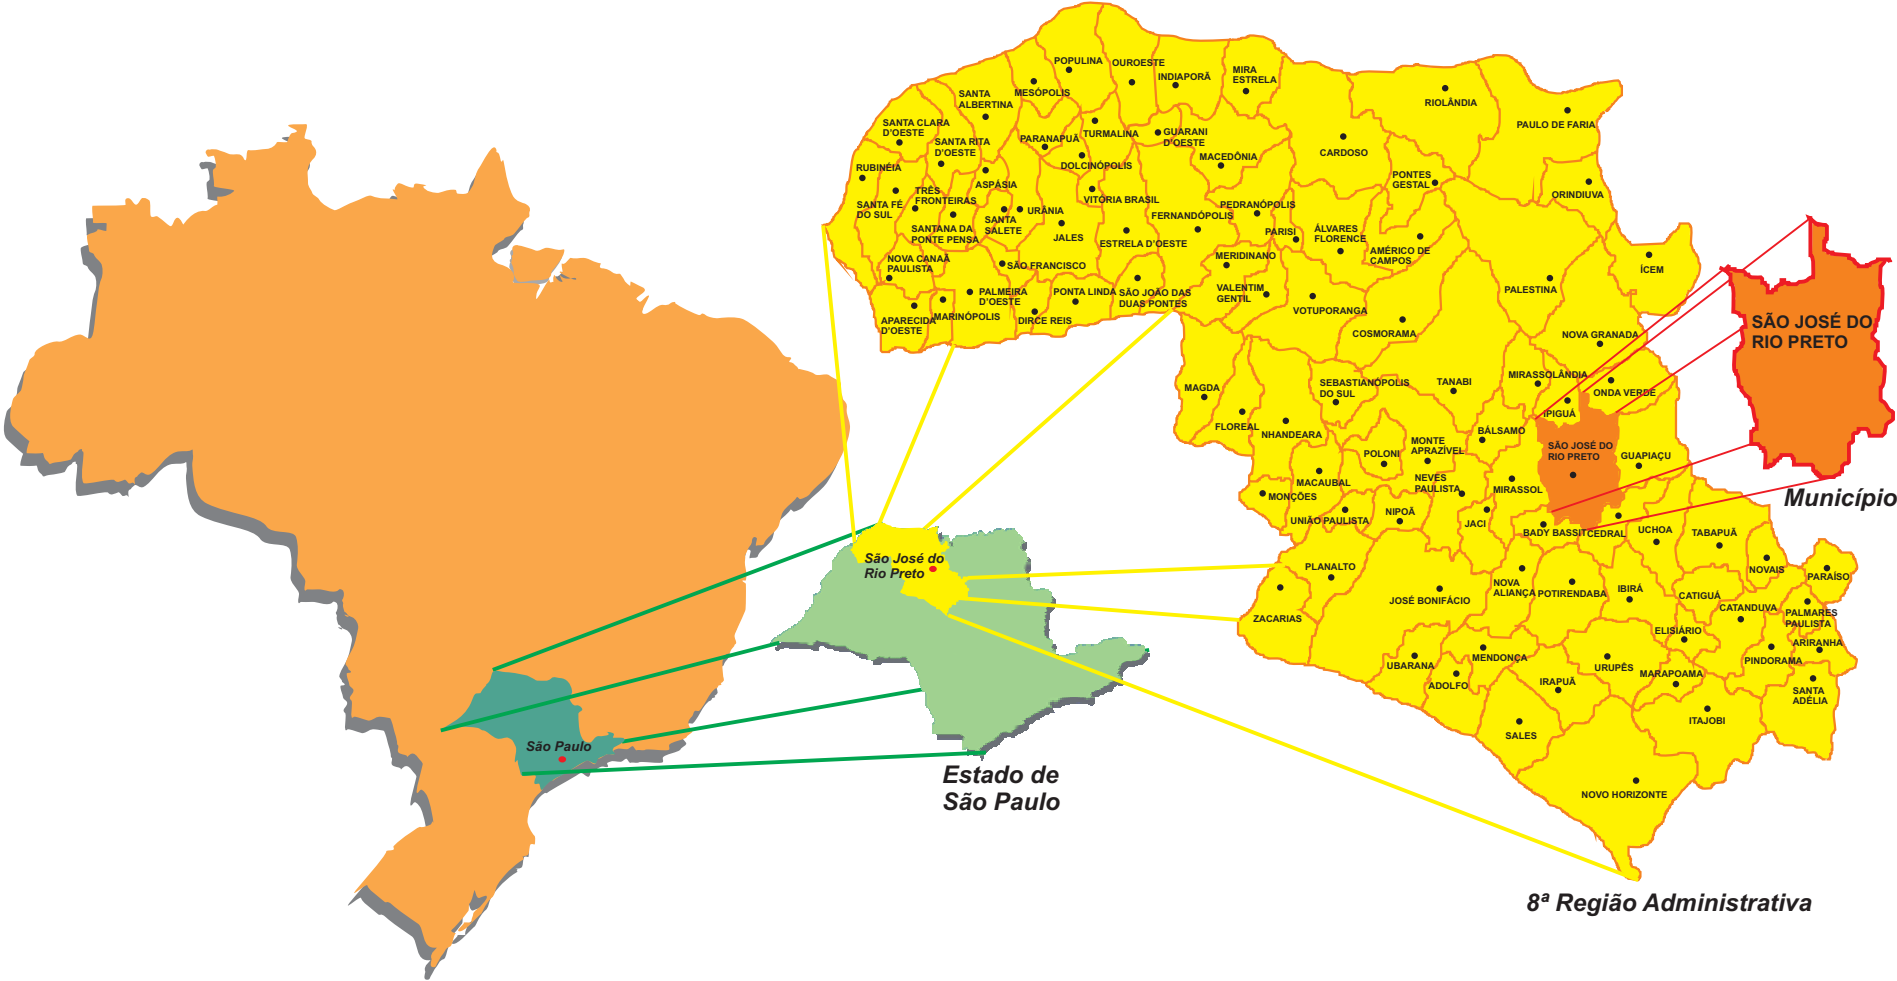 São Paulo
São José do
Rio Preto
Estado de
São Paulo
POPULINA
OUROESTE
MESÓPOLIS
INDIAPORÃ
MIRA
ESTRELA
SANTA
ALBERTINA
RIOLÂNDIA
PAULO DE FARIA
SANTA CLARA
D'OESTE
SANTA RITA
D'OESTE
PARANAPUÃ
TURMALINA
GUARANI
D'OESTE
DOLCINÓPOLIS
MACEDÔNIA
CARDOSO
RUBINÉIA
ASPÁSIA
PONTES
GESTAL
ORINDIUVA
SANTA FÉ
DO SUL
TRÊS
FRONTEIRAS
VITÓRIA BRASIL
URÂNIA
SANTA
SALETE
FERNANDÓPOLIS
PEDRANÓPOLIS
SANTANA DA
PONTE PENSA
JALES
ESTRELA D'OESTE
PARISI
ÁLVARES
FLORENCE
AMÉRICO DE
CAMPOS
NOVA CANAÃ
PAULISTA
SÃO FRANCISCO
MERIDINANO
ÍCEM
PALMEIRA
D'OESTE
PONTA LINDA
SÃO JOÃO DAS
DUAS PONTES
VALENTIM
GENTIL
PALESTINA
APARECIDA
D'OESTE
MARINÓPOLIS
DIRCE REIS
VOTUPORANGA
COSMORAMA
NOVA GRANADA
MAGDA
SEBASTIANÓPOLIS
DO SUL
TANABI
MIRASSOLÂNDIA
ONDA VERDE
IPIGUÁ
FLOREAL
NHANDEARA
BÁLSAMO
MONTE
APRAZÍVEL
SÃO JOSÉ DO
RIO PRETO
POLONI
GUAPIAÇU
MACAUBAL
NEVES
PAULISTA
MIRASSOL
MONÇÕES
UNIÃO PAULISTA
NIPOÃ
JACI
BADY BASSIT
CEDRAL
UCHOA
TABAPUÃ
PLANALTO
NOVAIS
PARAÍSO
JOSÉ BONIFÁCIO
NOVA
ALIANÇA
POTIRENDABA
IBIRÁ
CATIGUÁ
CATANDUVA
PALMARES
PAULISTA
ZACARIAS
ELISIÁRIO
ARIRANHA
UBARANA
MENDONÇA
URUPÊS
PINDORAMA
MARAPOAMA
ADOLFO
IRAPUÃ
SANTA
ADÉLIA
SALES
ITAJOBI
NOVO HORIZONTE
8ª Região Administrativa
SÃO JOSÉ DO
RIO PRETO
Município